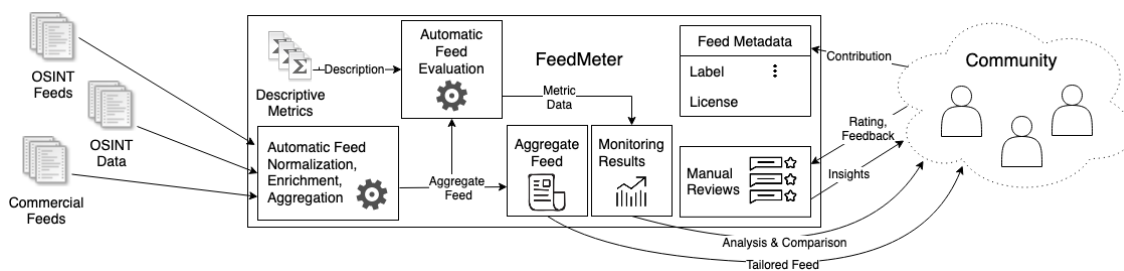 OSINT
Feeds
OSINT
Data
Commercial
Feeds
Descriptive
Metrics
Description
Automatic
Feed
Evaluation
FeedMeter
Metric
Data
Automatic Feed
Normalization,
Enrichment,
Aggregation
Aggregate
Feed
Aggregate
Feed
Monitoring
Results
Feed Metadata
Label
License
Manual
Reviews
Contribution
Rating,
Feedback
Insights
Community
Analysis & Comparison
Tailored Feed